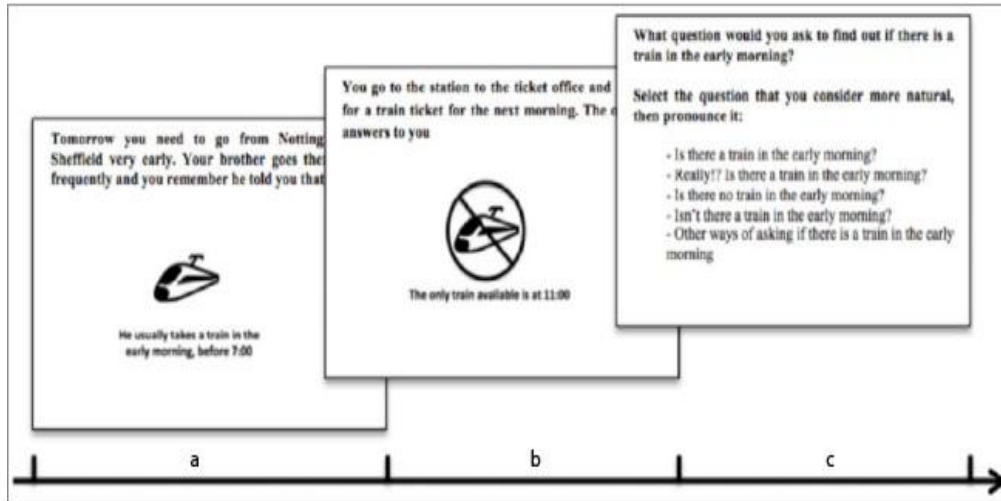 Tomorrow you need to go from Notting
Sheffield very early. Your brother goes the
frequently and you remember he told you that
He usually takes a train in the
early morning, before 7:00
You go to the station to the ticket office and
for a train ticket for the next morning. The
answers to you
The only train available is at 11:00
What question would you ask to find out if there is a
train in the early morning?
Select the question that you consider more natural,
then pronounce it:
- Is there a train in the early morning?
- Really!? Is there a train in the early morning?
- Is there no train in the early morning?
- Isn't there a train in the early morning?
- Other ways of asking if there is a train in the early
morning
a
b
c